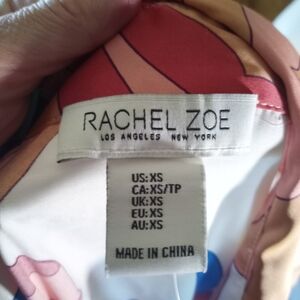 RACHEL ZOE
LOS ANGELES NEW YORK
US:XS
CA:XS/TP
UK:XS
EU:XS
AU:XS
MADE IN CHINA